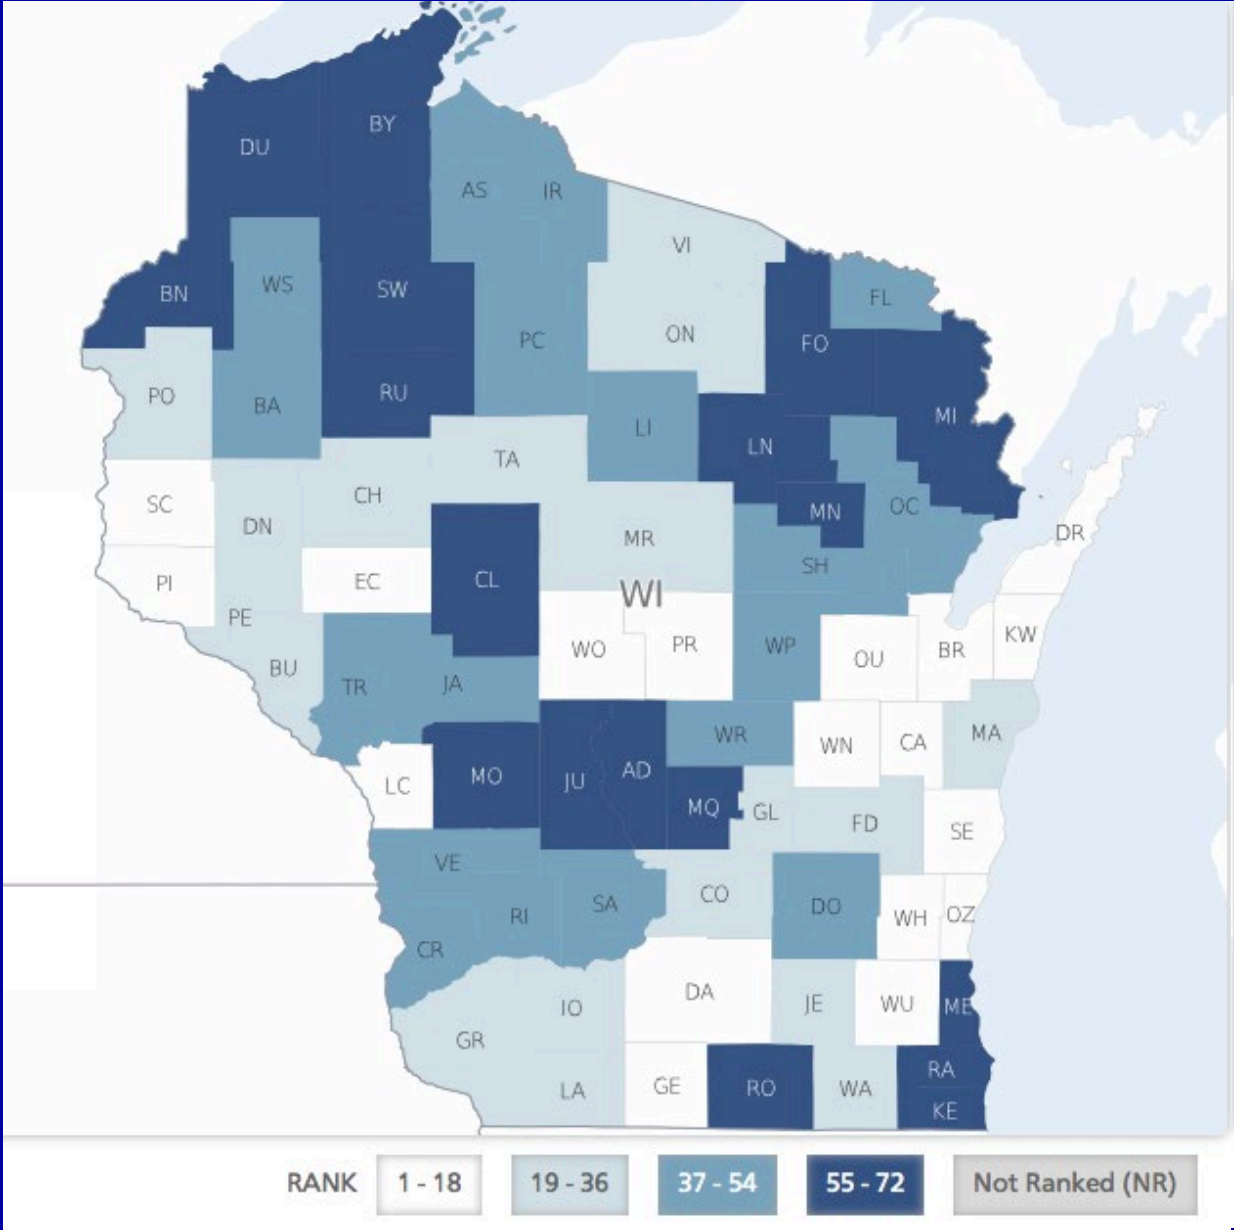 BY
DU
AS
IR
VI
BN
WS
SW
FL
PC
ON
FO
PO
BA
RU
MI
LI
LN
TA
SC
CH
DN
MN
OC
MR
DR
PI
EC
CL
SH
WI
PE
BU
WO
PR
WP
OU
BR
KW
TR
JA
WR
WN
CA
MA
LC
MO
JU
AD
MQ
GL
FD
SE
VE
RI
SA
CO
DO
WH
OZ
CR
DA
IO
JE
WU
ME
GR
LA
GE
RO
WA
RA
KE
RANK 1 - 18 19 - 36 37 - 54 55 - 72 Not Ranked (NR)